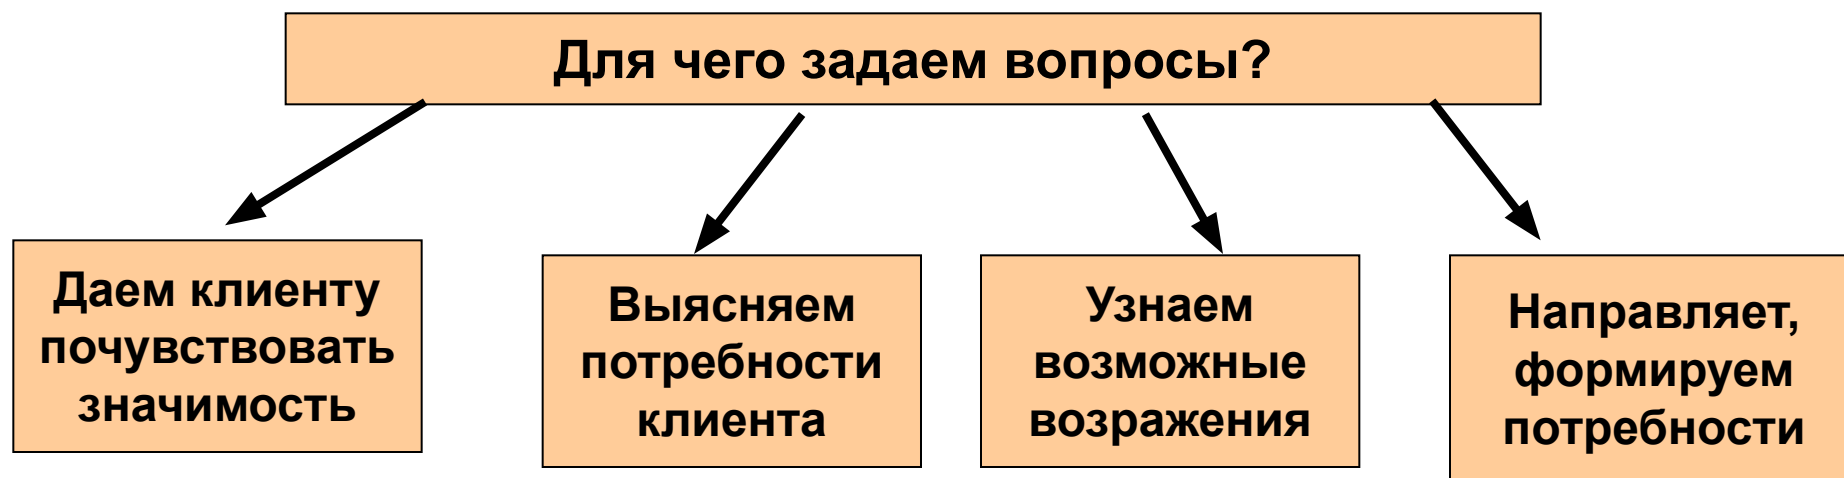 Для чего задаем вопросы?
Даем клиенту
почувствовать
значимость
Выясняем
потребности
клиента
Узнаем
возможные
возражения
Направляет,
формируем
потребности